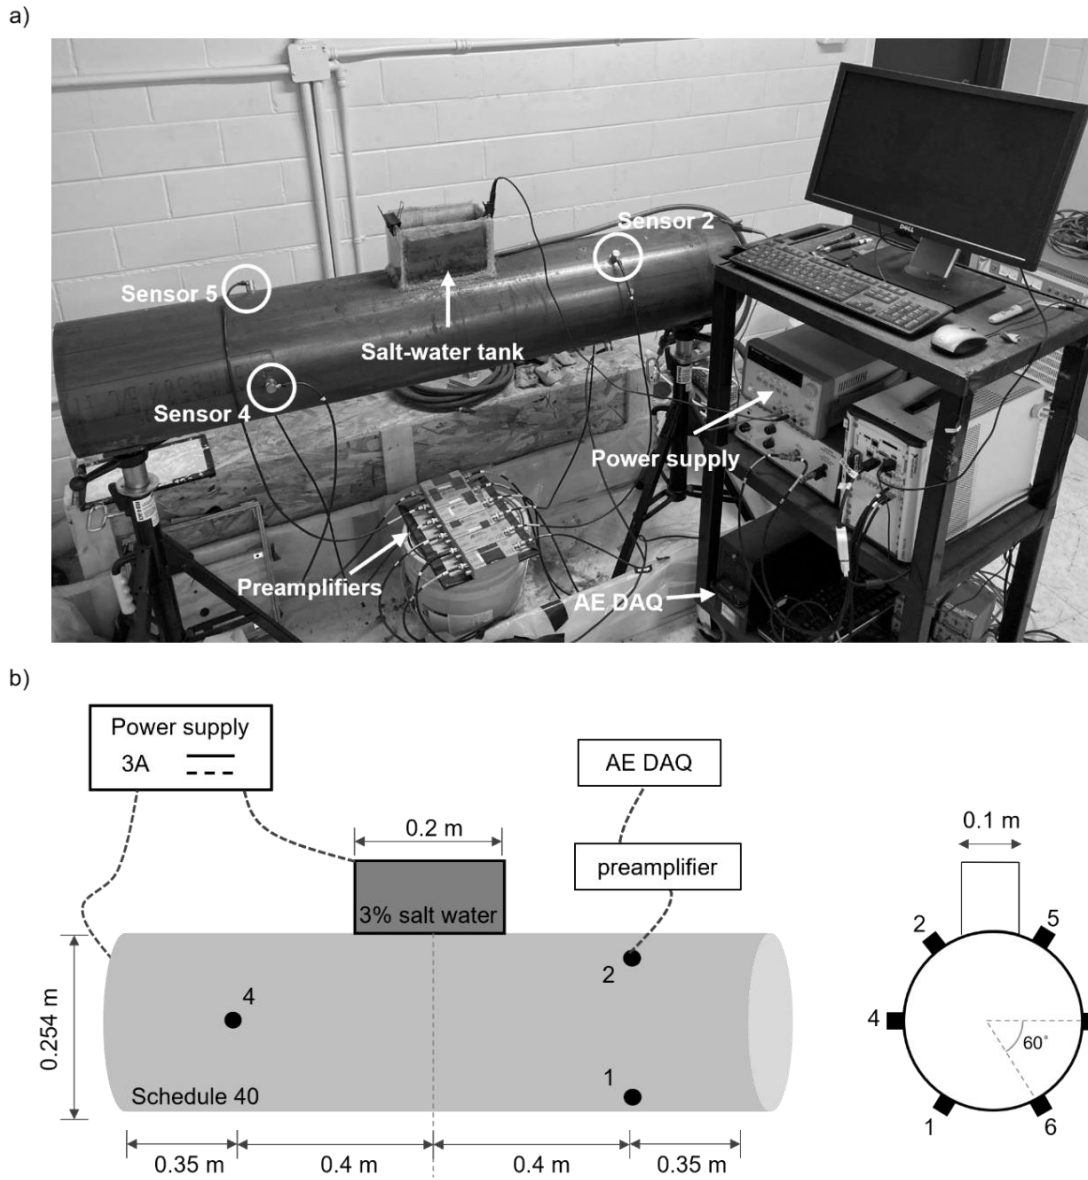 a)
Sensor 2
Sensor 5
Salt-water tank
Sensor 4
Power supply
Preamplifiers
AE DAQ
DELL
b)
Power supply
3A
AE DAQ
0.2 m
preamplifier
0.1 m
3% salt water
2
5
2
4
4
0.254 m
60°
1
Schedule 40
1
6
0.35 m
0.4 m
0.4 m
0.35 m